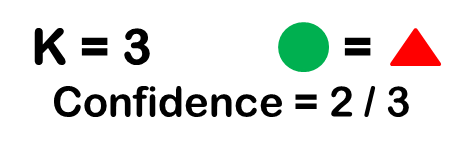 K = 3 =
Confidence = 2 / 3